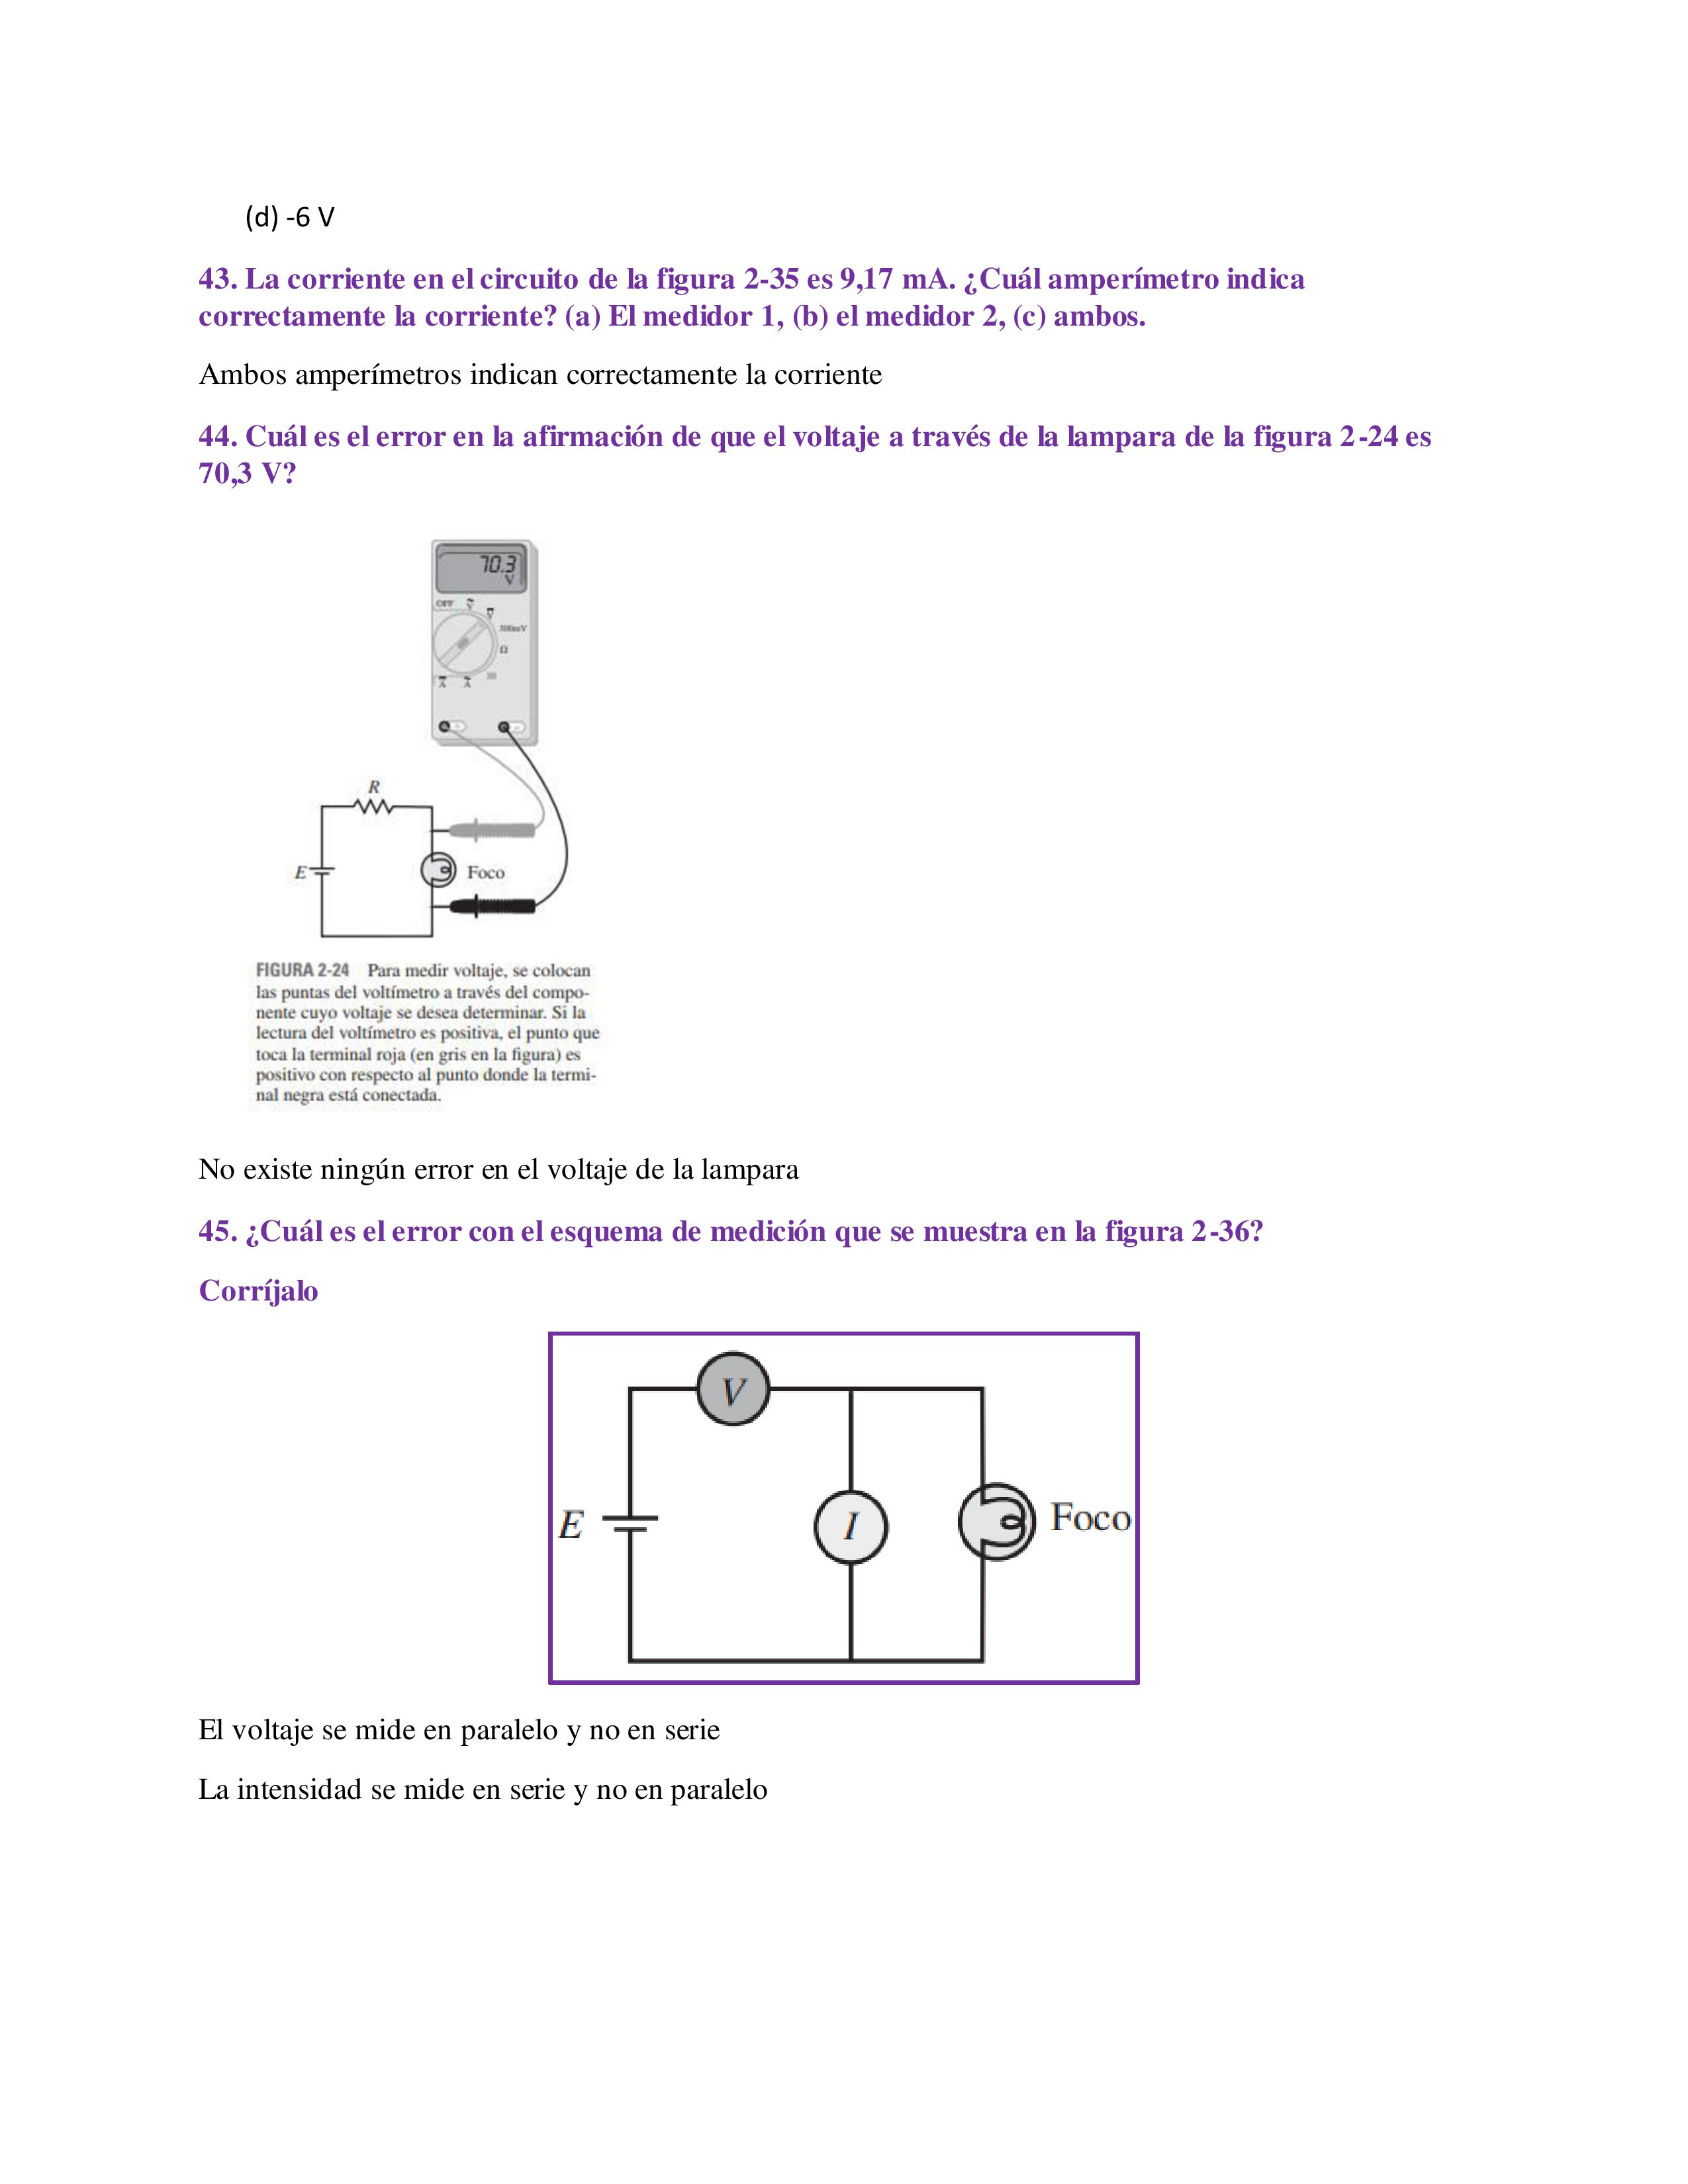 (d) -6 V
43. La corriente en el circuito de la figura 2-35 es 9,17 mA. ¿Cuál amperímetro indica
correctamente la corriente? (a) El medidor 1, (b) el medidor 2, (c) ambos.
Ambos amperímetros indican correctamente la corriente
44. Cuál es el error en la afirmación de que el voltaje a través de la lampara de la figura 2-24 es
70,3 V?
70.3
V
OFF
V
V
300mV
Ω
A
A
R
E
Foco
FIGURA 2-24 Para medir voltaje, se colocan
las puntas del voltímetro a través del compo-
nente cuyo voltaje se desea determinar. Si la
lectura del voltímetro es positiva, el punto que
toca la terminal roja (en gris en la figura) es
positivo con respecto al punto donde la termi-
nal negra está conectada.
No existe ningún error en el voltaje de la lampara
45. ¿Cuál es el error con el esquema de medición que se muestra en la figura 2-36?
Corríjalo
V
E
I
Foco
El voltaje se mide en paralelo y no en serie
La intensidad se mide en serie y no en paralelo